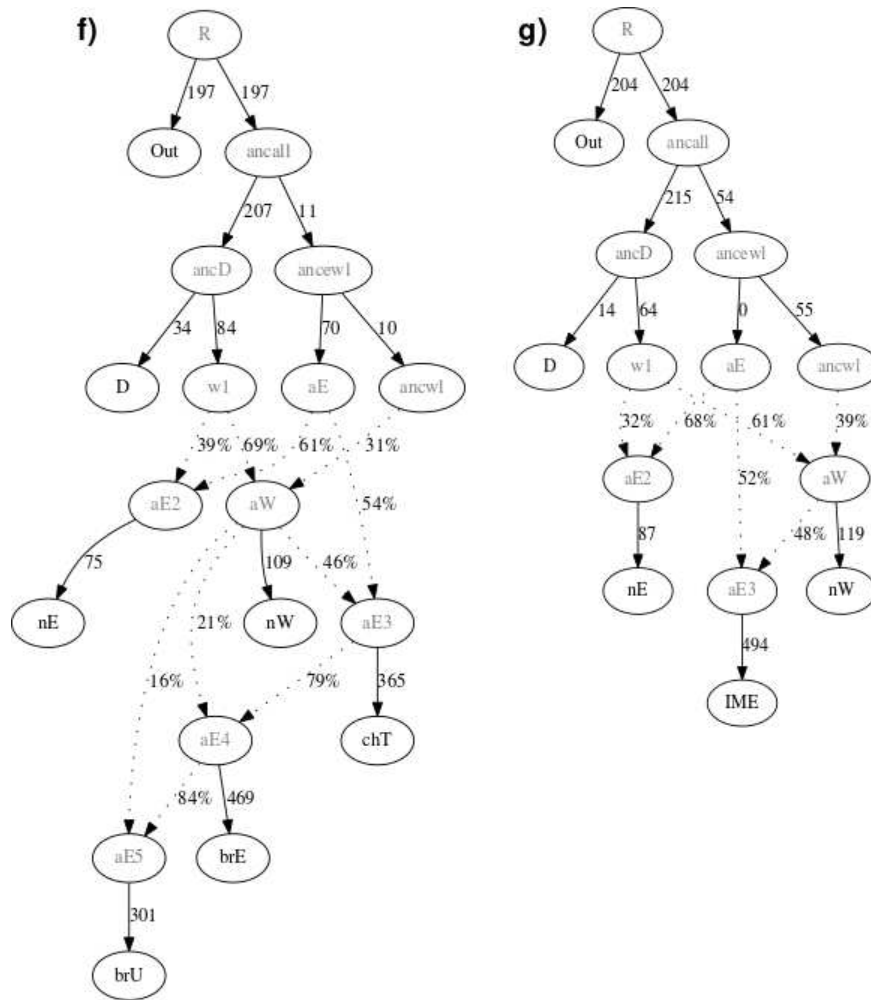 f)
R
197 197
Out ancall
207 11
ancD ancewl
34 84 70 10
D w1 aE ancwl
39% 69% 61% 31%
aE2 aW 54%
75 109 46%
nE 21% nW aE3
16% 79% 365
aE4 chT
84% 469
aE5 brE
301
brU
g)
R
204 204
Out ancall
215 54
ancD ancewl
14 64 0 55
D w1 aE ancwl
32% 68% 61% 39%
aE2 52% aW
87 48% 119
nE aE3 nW
494
IME